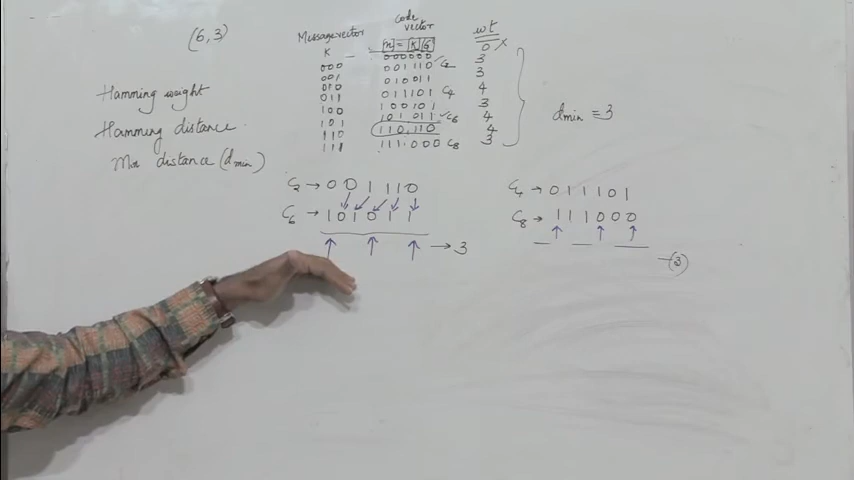 (6,3)
Message vector
code vector
wt
K
[n] = [K][G]
0 ×
000 000000 3
001 001110 C2 3
010 010011
011 011101 C4 4
100 100101 3
101 101011 ✓C6 4
110 110110 4
111 111000 C8 3
dmin = 3
Hamming weight
Hamming distance
Min distance (dmin)
C2 → 001110
C6 → 101011
→ 3
C4 → 011101
C8 → 111000
→ (3)